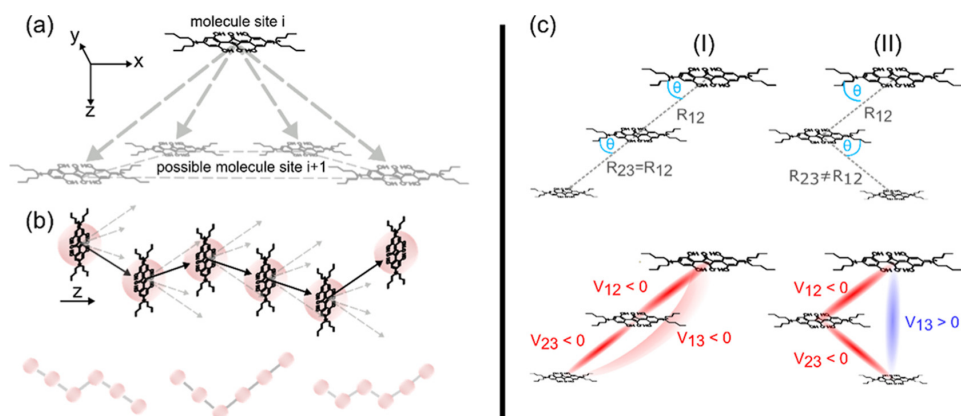 (a)
molecule site i
y
x
z
possible molecule site i+1
(b)
z
(c)
(I)
(II)
θ
R12
θ
R23=R12
θ
R12
θ
R23≠R12
V12 < 0
V23 < 0
V13 < 0
V12 < 0
V13 > 0
V23 < 0